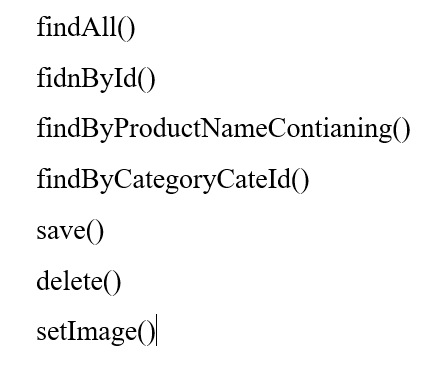 findAll()
fidnById()
findByProductNameContianing()
findByCategoryCateId()
save()
delete()
setImage()